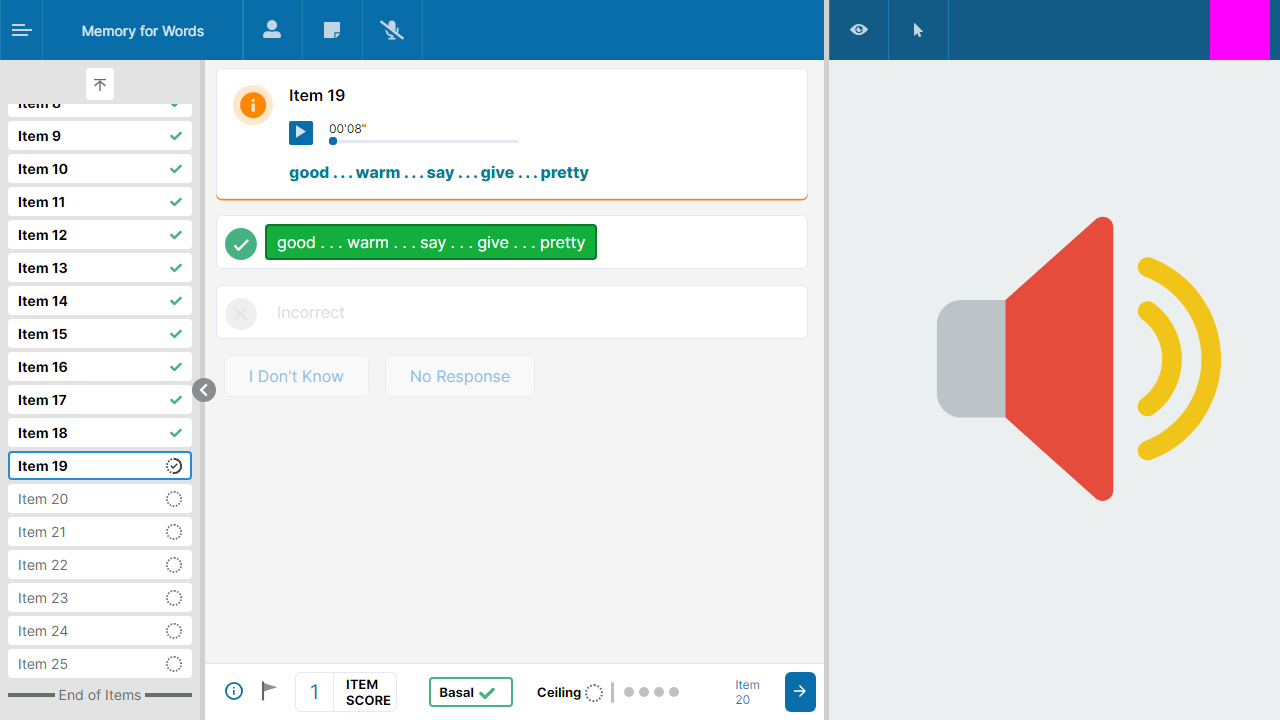 Memory for Words
Item 8
Item 9
Item 10
Item 11
Item 12
Item 13
Item 14
Item 15
Item 16
Item 17
Item 18
Item 19
Item 20
Item 21
Item 22
Item 23
Item 24
Item 25
End of Items
Item 19
00'08"
good . . . warm . . . say . . . give . . . pretty
good . . . warm . . . say . . . give . . . pretty
Incorrect
I Don't Know
No Response
1
ITEM
SCORE
Basal
Ceiling
Item
20